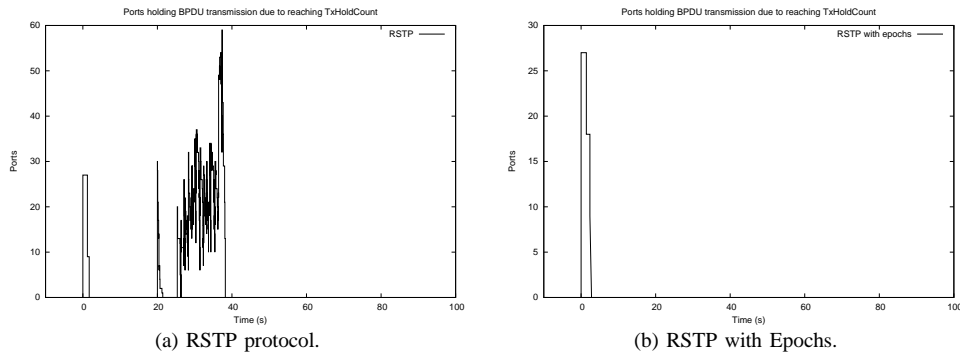 Ports holding BPDU transmission due to reaching TxHoldCount
RSTP
60
50
40
30
20
10
0
Ports
0 20 40 60 80 100
Time (s)
(a) RSTP protocol.
Ports holding BPDU transmission due to reaching TxHoldCount
RSTP with epochs
30
25
20
15
10
5
0
Ports
0 20 40 60 80 100
Time (s)
(b) RSTP with Epochs.